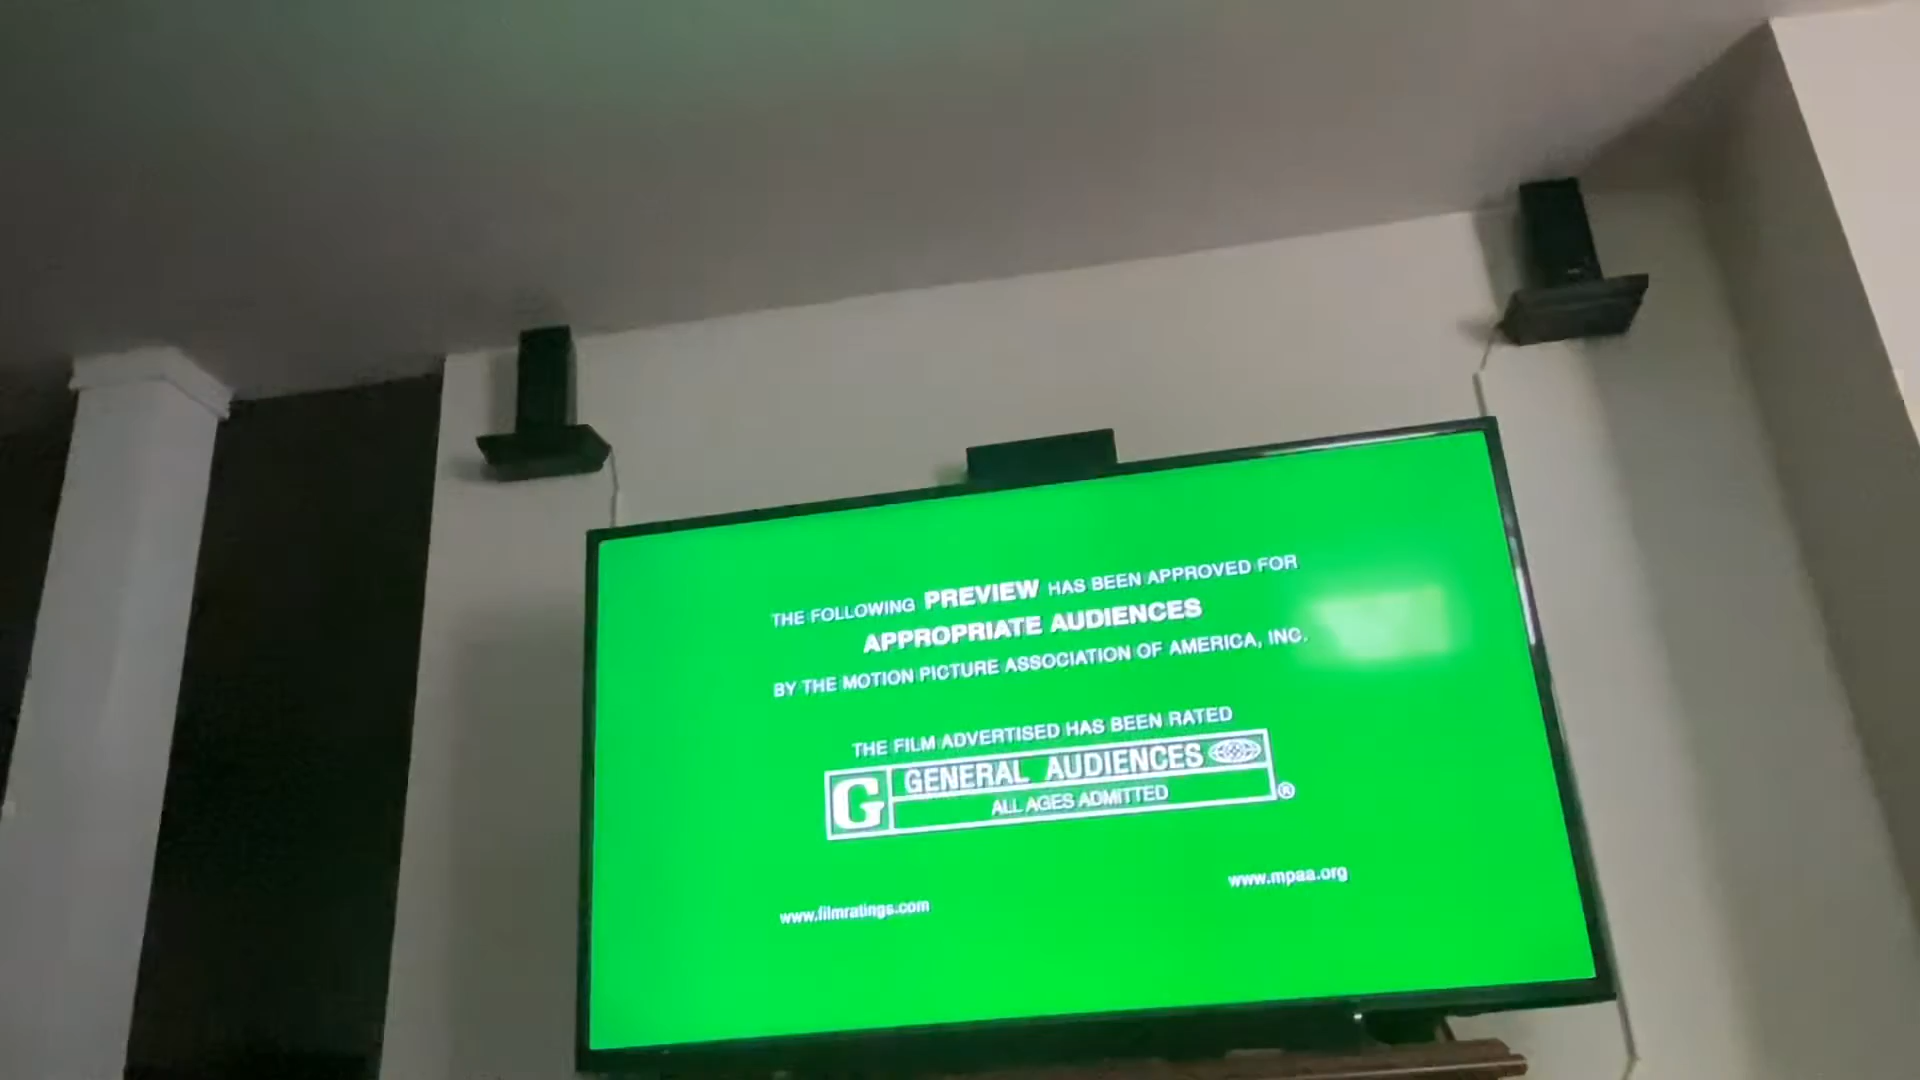 THE FOLLOWING PREVIEW HAS BEEN APPROVED FOR
APPROPRIATE AUDIENCES
BY THE MOTION PICTURE ASSOCIATION OF AMERICA, INC.
THE FILM ADVERTISED HAS BEEN RATED
G GENERAL AUDIENCES
ALL AGES ADMITTED ®
www.filmratings.com
www.mpaa.org